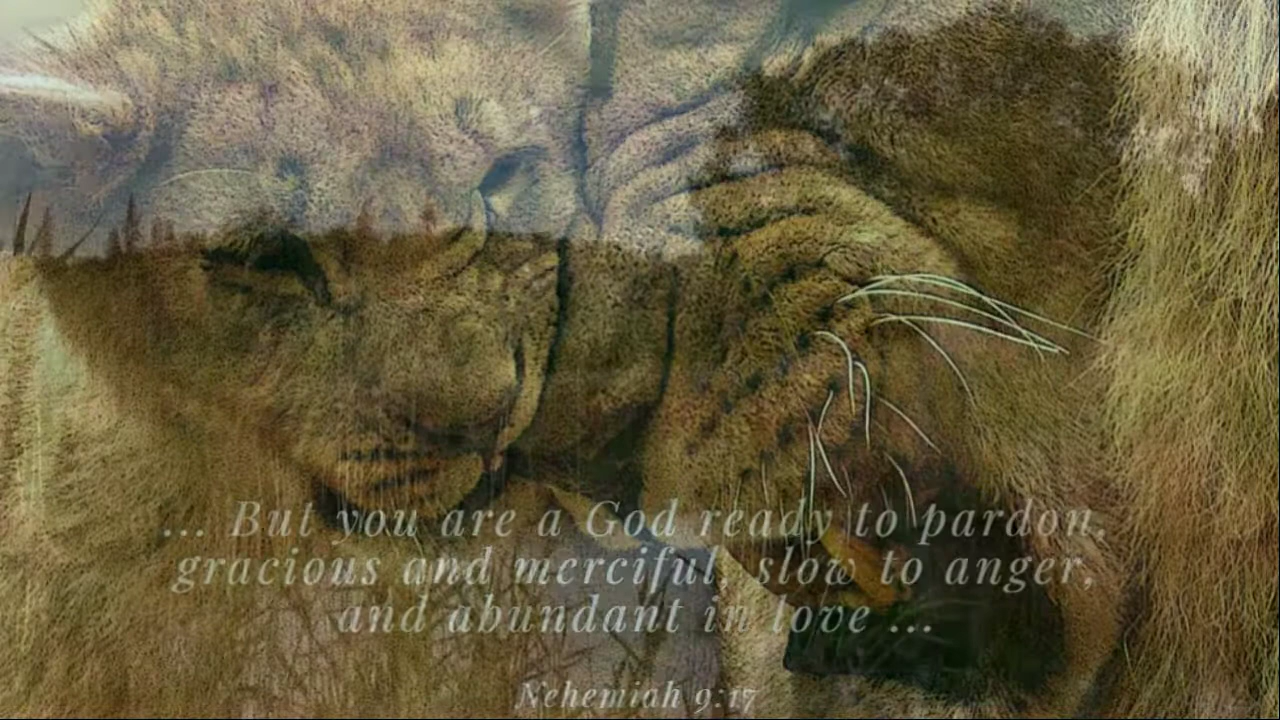 ... But you are a God ready to pardon,
gracious and merciful, slow to anger,
and abundant in love ...
Nehemiah 9:17